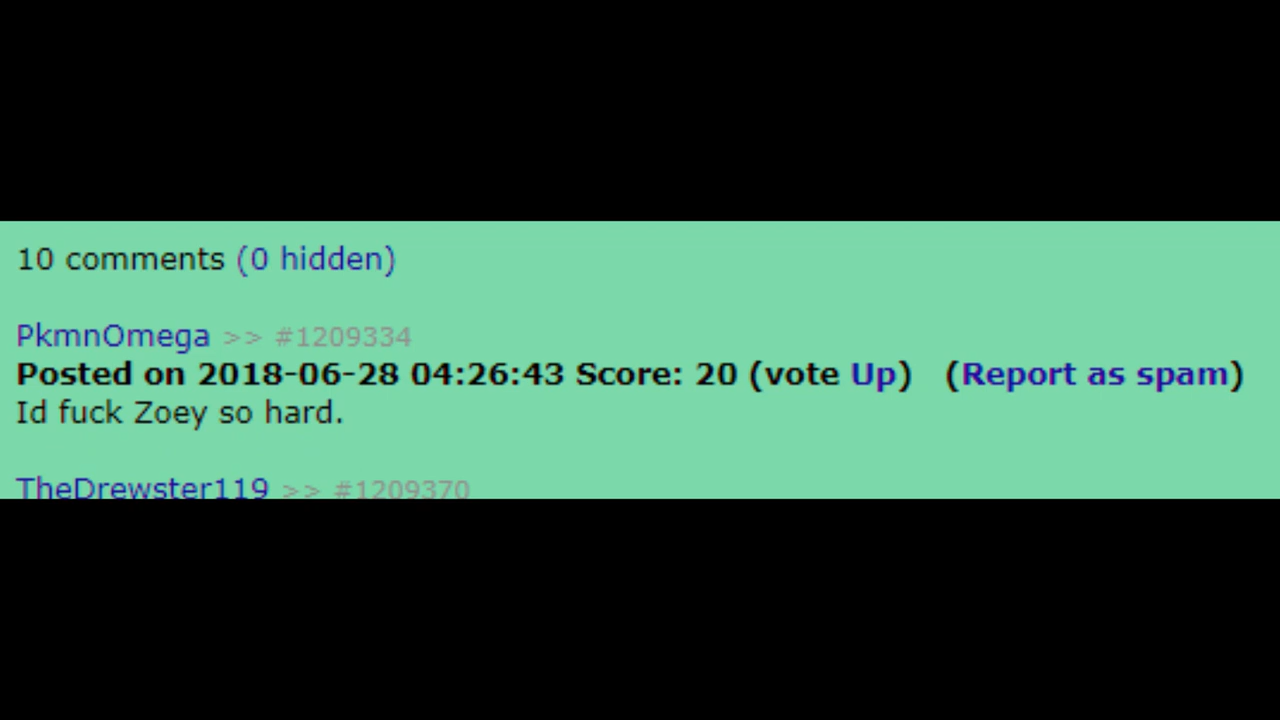 10 comments (0 hidden)
PkmnOmega >> #1209334
Posted on 2018-06-28 04:26:43 Score: 20 (vote Up) (Report as spam)
Id fuck Zoey so hard.
TheDrewster119 >> #1209370